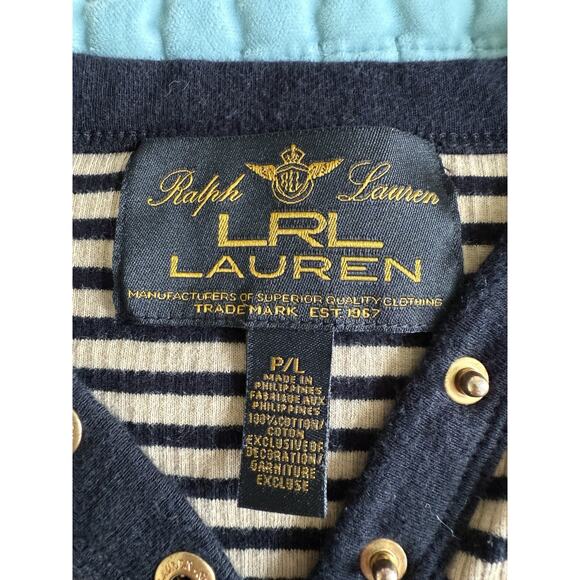 Ralph Lauren
LRL
LAUREN
MANUFACTURERS OF SUPERIOR QUALITY CLOTHING
TRADEMARK EST. 1967
P/L
MADE IN
PHILIPPINES
FABRIQUE AUX
PHILIPPINES
100% COTTON/
COTON
EXCLUSIVE OF
DECORATION/
GARNITURE
EXCLUSE